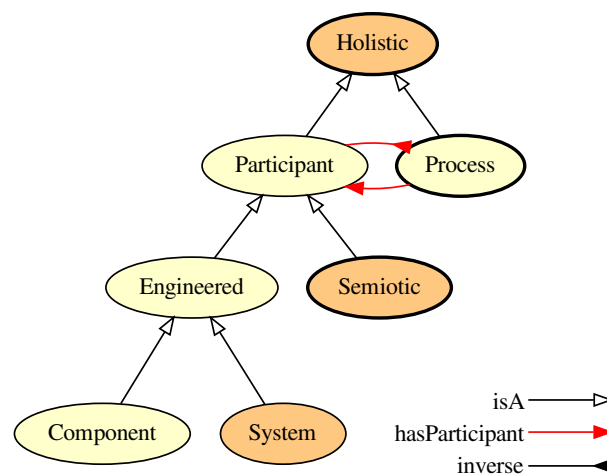 Holistic
Participant
Process
Engineered
Semiotic
Component
System
isA
hasParticipant
inverse